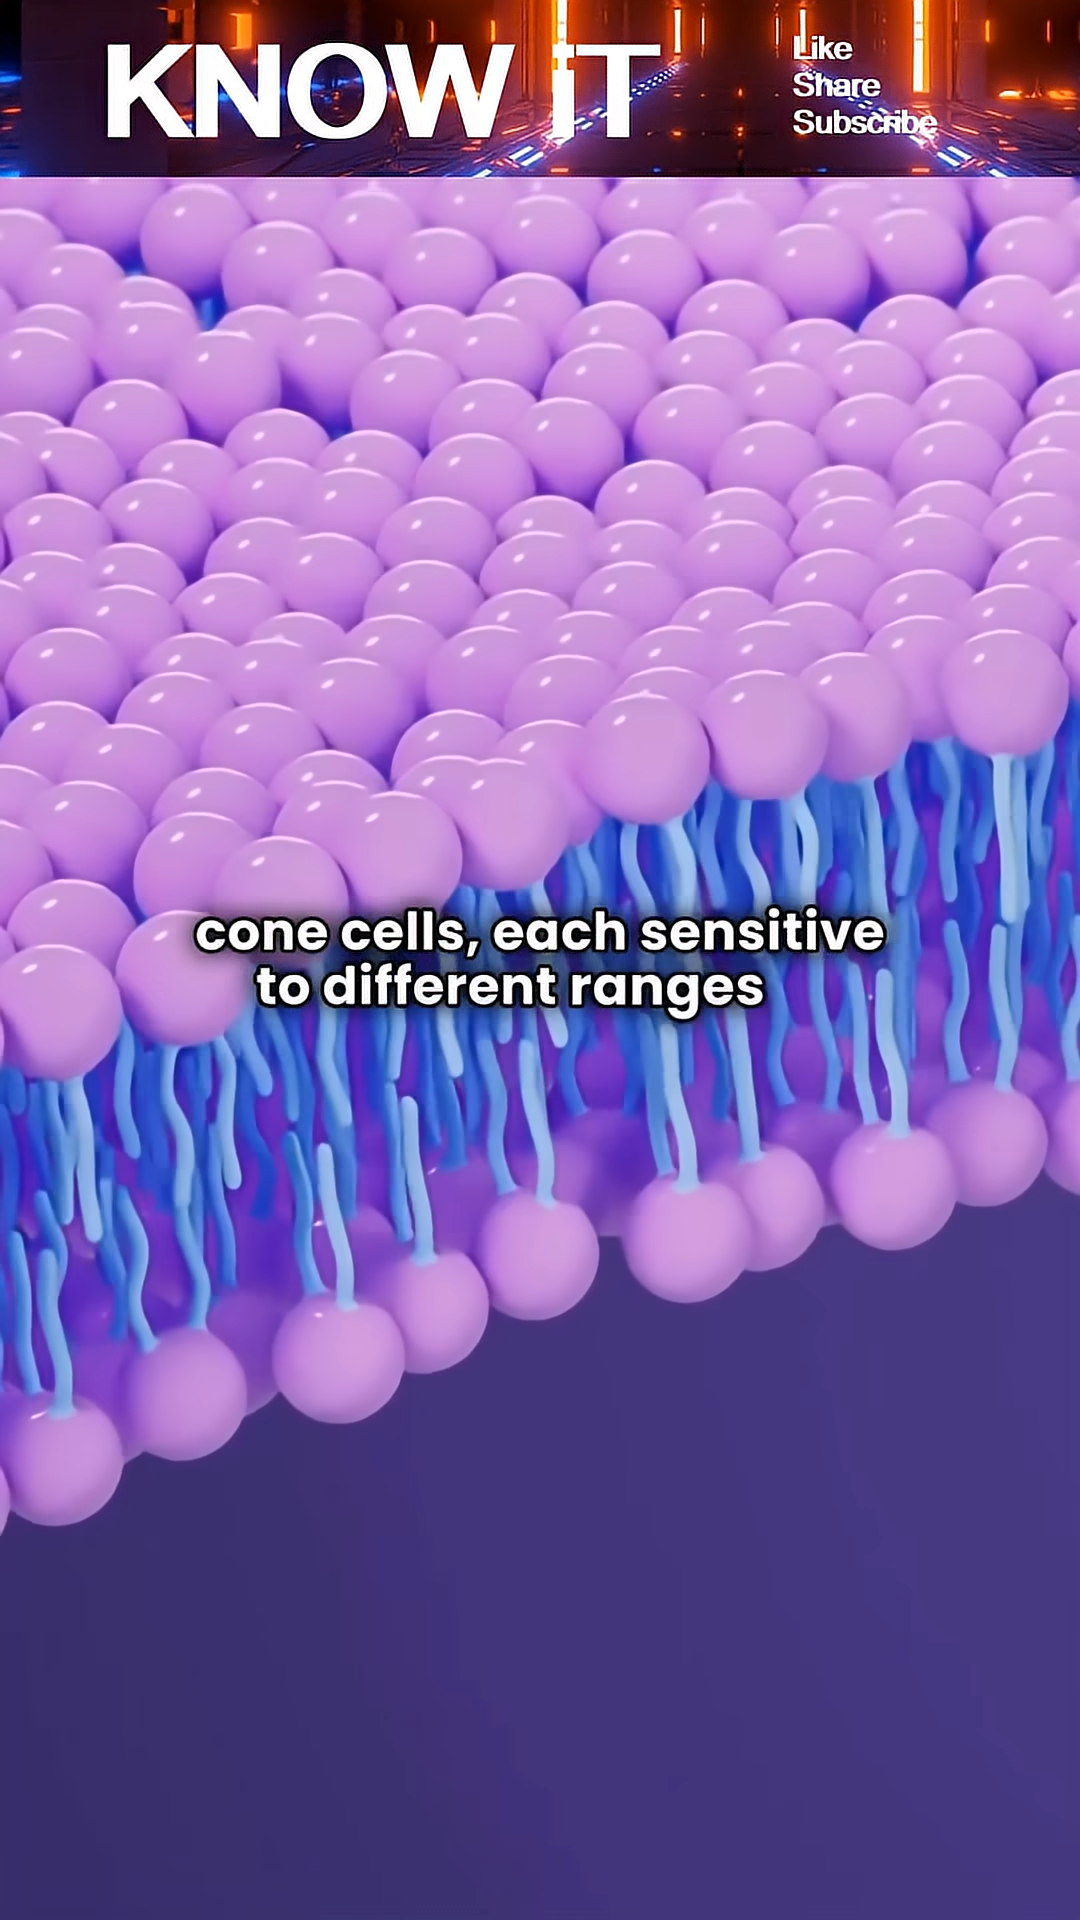 KNOW iT
Like
Share
Subscribe
cone cells, each sensitive
to different ranges